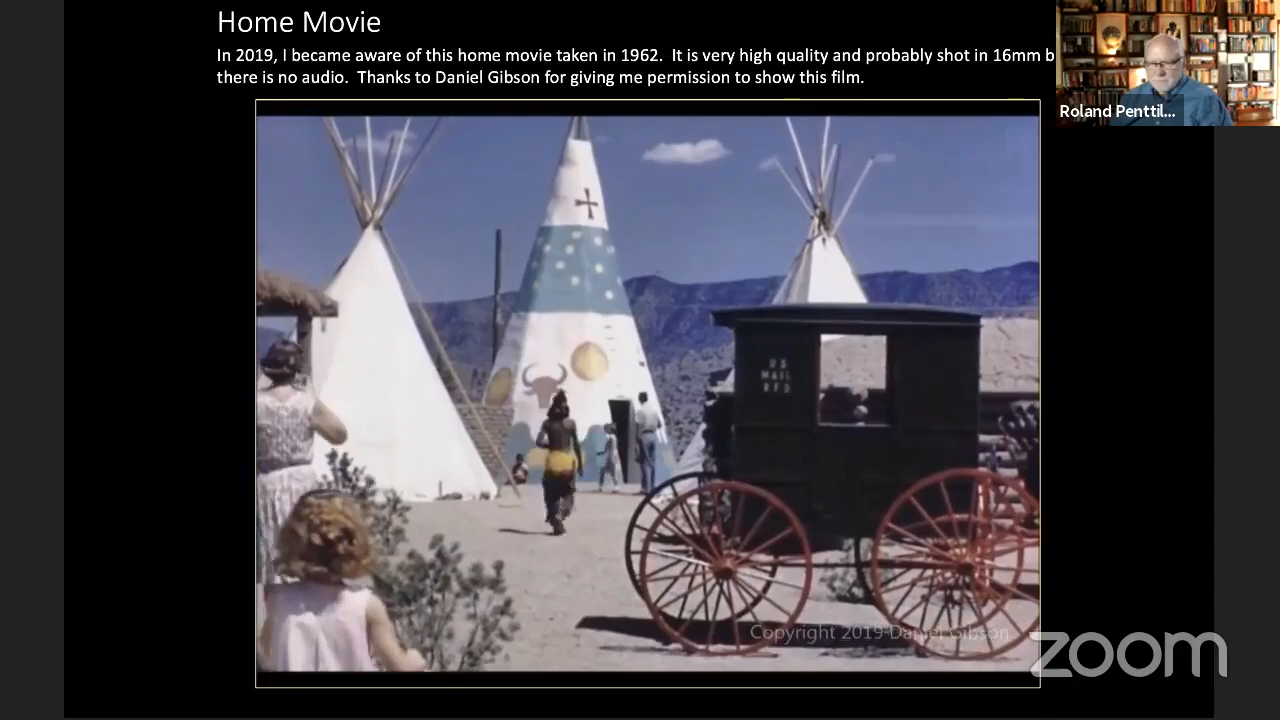 Home Movie
In 2019, I became aware of this home movie taken in 1962. It is very high quality and probably shot in 16mm b
there is no audio. Thanks to Daniel Gibson for giving me permission to show this film.
Roland Penttil...
US
MAIL
RFD
Copyright 2019 Daniel Gibson
zoom